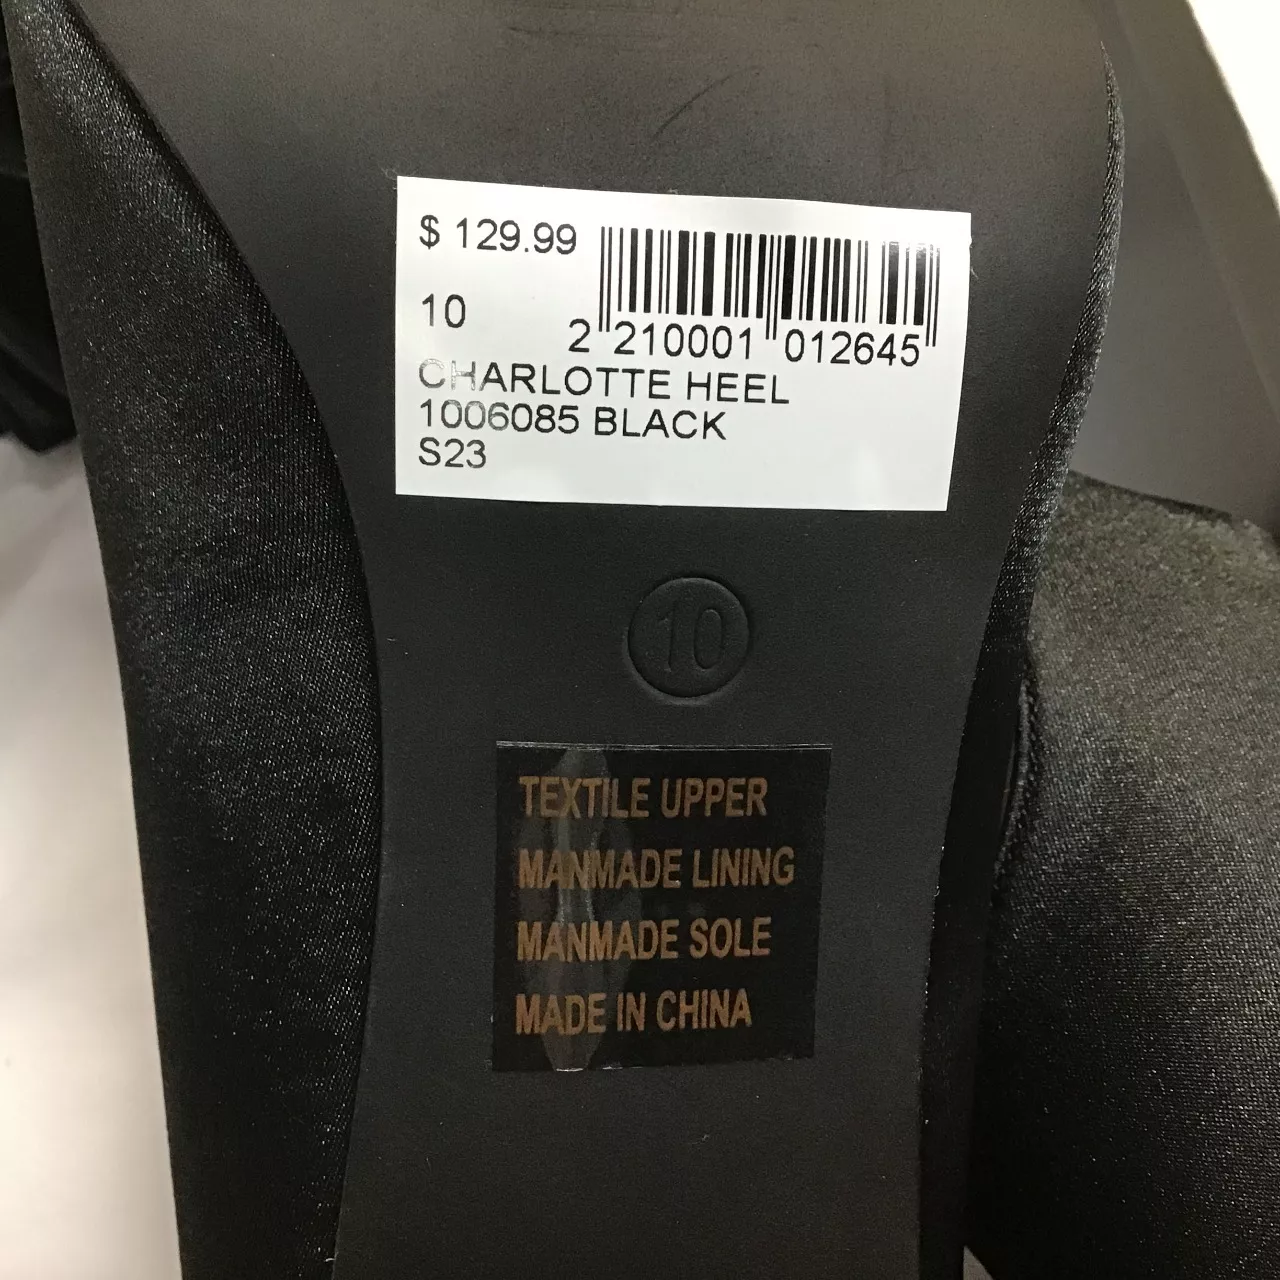 $ 129.99
10
2 210001 012645
CHARLOTTE HEEL
1006085 BLACK
S23
10
TEXTILE UPPER
MANMADE LINING
MANMADE SOLE
MADE IN CHINA